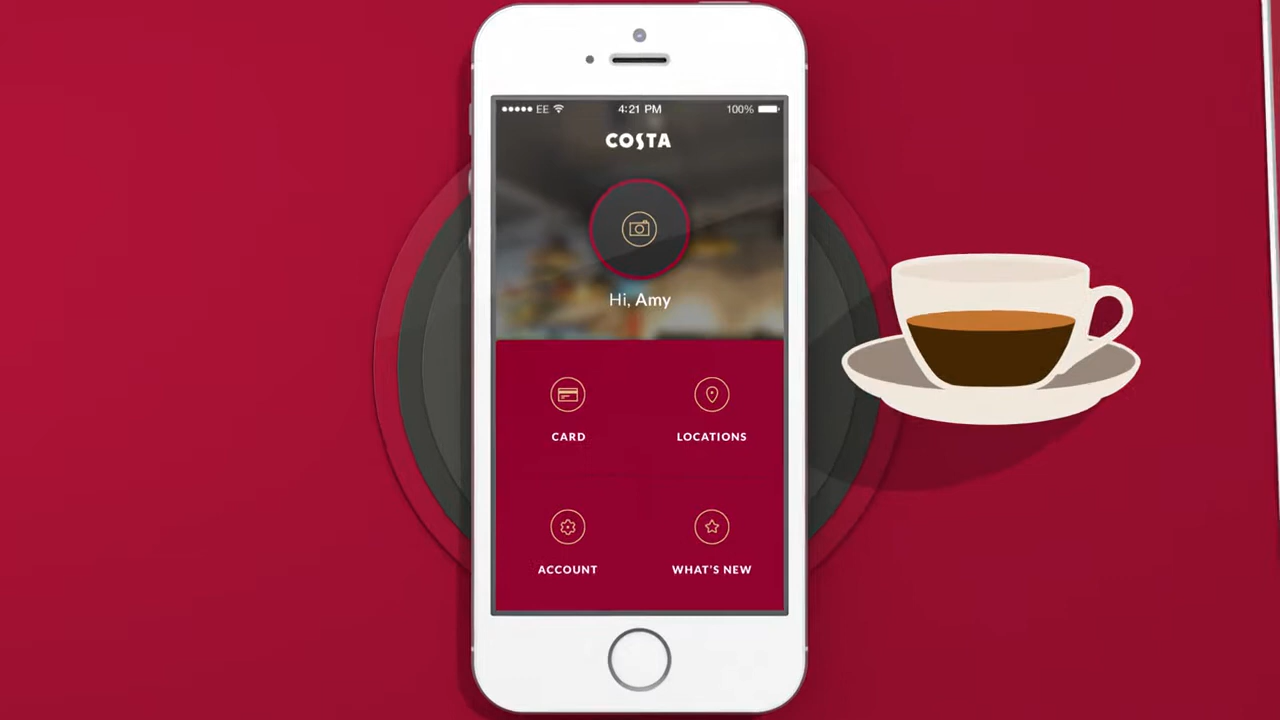 EE 4:21 PM 100%
COSTA
Hi, Amy
CARD LOCATIONS
ACCOUNT WHAT'S NEW